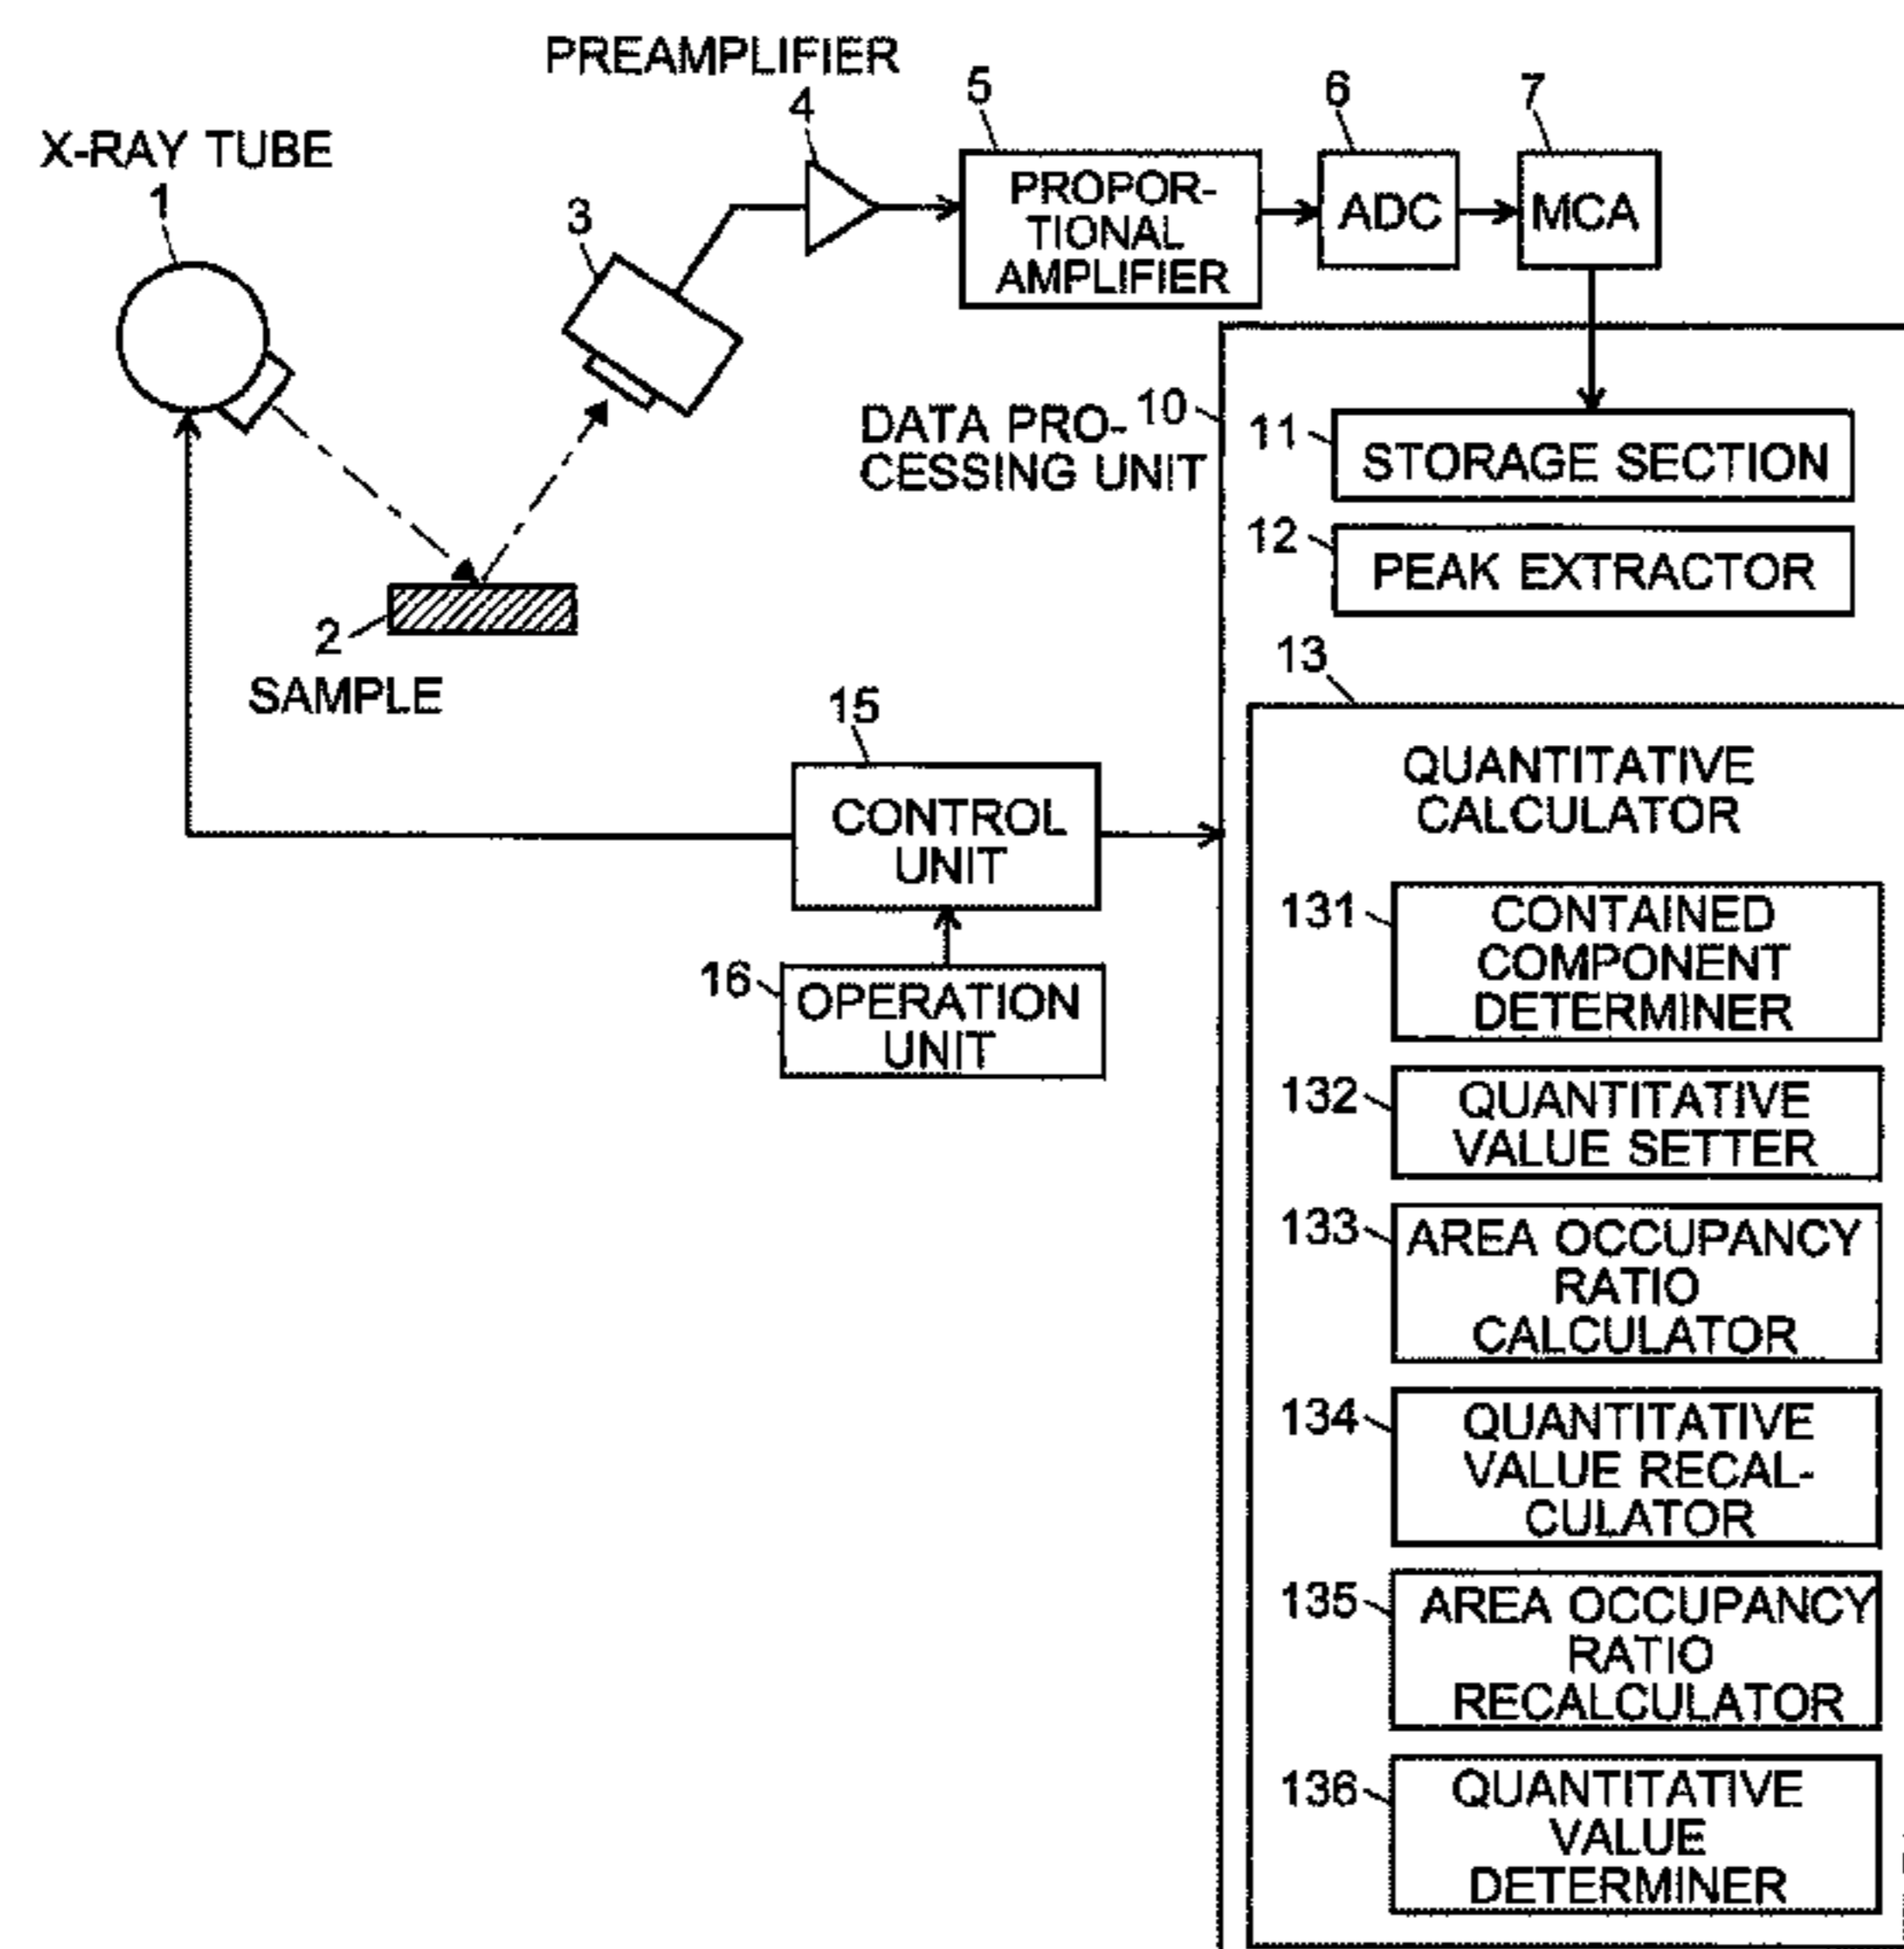 PREAMPLIFIER
4
5
6
7
X-RAY TUBE
1
3
PROPOR-
TIONAL
AMPLIFIER
ADC
MCA
DATA PRO-
CESSING UNIT
10
11
STORAGE SECTION
12
PEAK EXTRACTOR
2
SAMPLE
13
15
QUANTITATIVE
CALCULATOR
CONTROL
UNIT
16
OPERATION
UNIT
131
CONTAINED
COMPONENT
DETERMINER
132
QUANTITATIVE
VALUE SETTER
133
AREA OCCUPANCY
RATIO
CALCULATOR
134
QUANTITATIVE
VALUE RECAL-
CULATOR
135
AREA OCCUPANCY
RATIO
RECALCULATOR
136
QUANTITATIVE
VALUE
DETERMINER